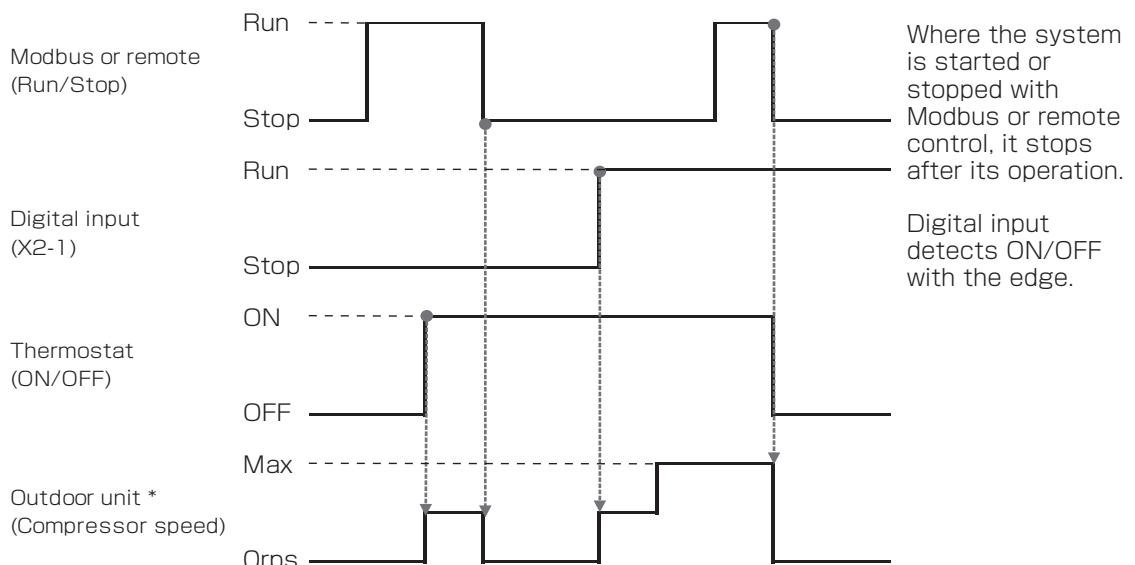 Run
Modbus or remote
(Run/Stop)
Stop
Run
Digital input
(X2-1)
Stop
ON
Thermostat
(ON/OFF)
OFF
Max
Outdoor unit *
(Compressor speed)
0rps
Where the system
is started or
stopped with
Modbus or remote
control, it stops
after its operation.
Digital input
detects ON/OFF
with the edge.